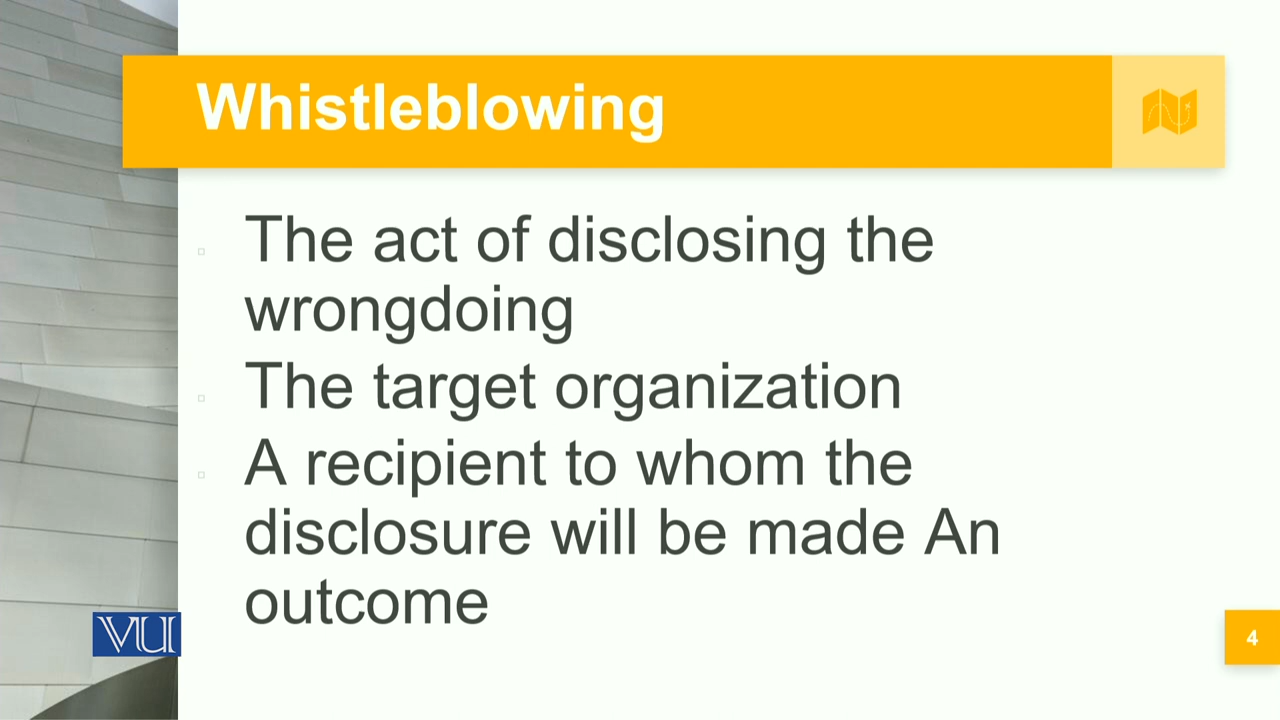 Whistleblowing
The act of disclosing the
wrongdoing
The target organization
A recipient to whom the
disclosure will be made An
outcome
VU
4